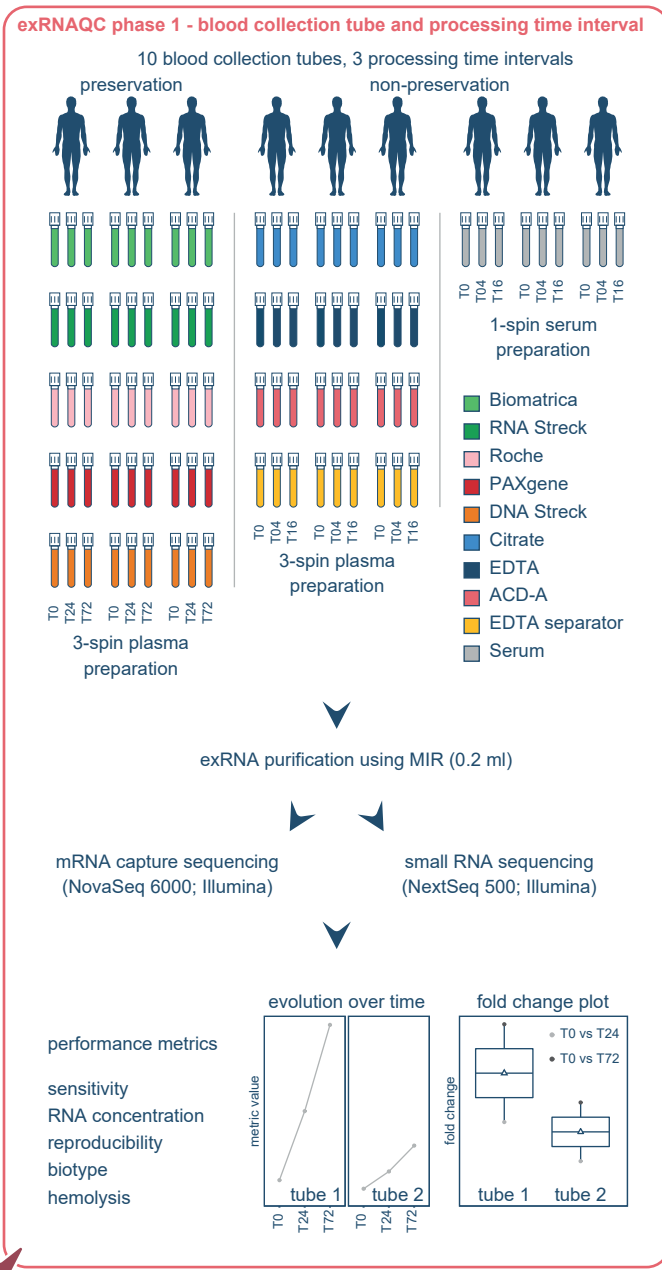 exRNAQC phase 1 - blood collection tube and processing time interval
10 blood collection tubes, 3 processing time intervals
preservation
non-preservation
T0 T24 T72 T0 T24 T72 T0 T24 T72
3-spin plasma
preparation
T0 T04 T16 T0 T04 T16 T0 T04 T16
3-spin plasma
preparation
T0 T04 T16 T0 T04 T16 T0 T04 T16
1-spin serum
preparation
Biomatrica
RNA Streck
Roche
PAXgene
DNA Streck
Citrate
EDTA
ACD-A
EDTA separator
Serum
exRNA purification using MIR (0.2 ml)
mRNA capture sequencing
(NovaSeq 6000; Illumina)
small RNA sequencing
(NextSeq 500; Illumina)
performance metrics
sensitivity
RNA concentration
reproducibility
biotype
hemolysis
evolution over time
metric value
tube 1
tube 2
T0 T24 T72 T0 T24 T72
fold change plot
fold change
T0 vs T24
T0 vs T72
tube 1
tube 2